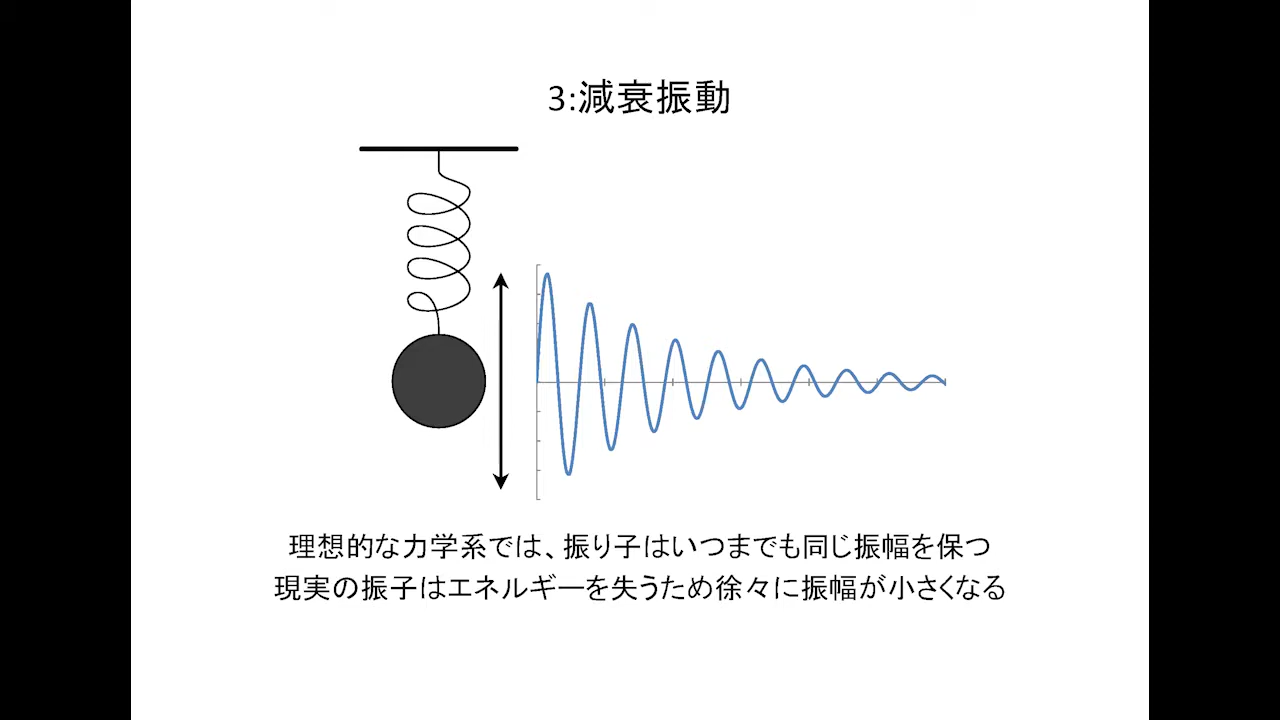 3:減衰振動
理想的な力学系では、振り子はいつまでも同じ振幅を保つ
現実の振子はエネルギーを失うため徐々に振幅が小さくなる